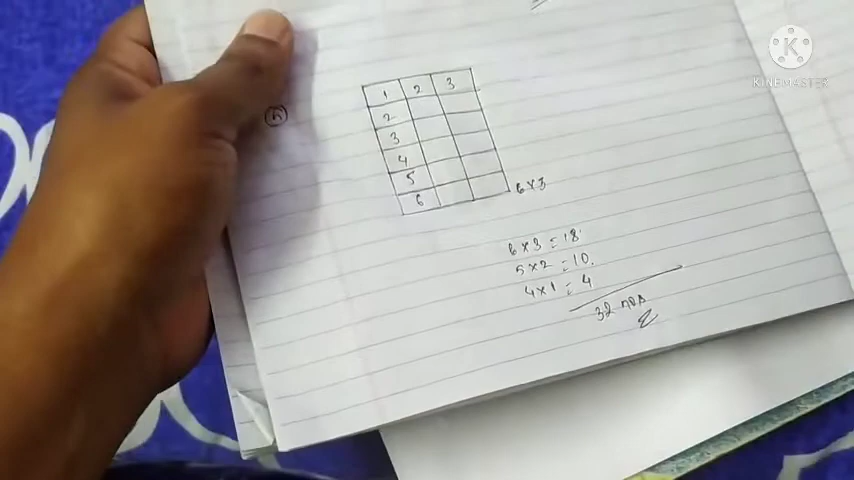 KINEMASTER
1 2 3
2
3
4
5
6
6×3
6×3 = 18
5×2 = 10.
4×1 = 4
32